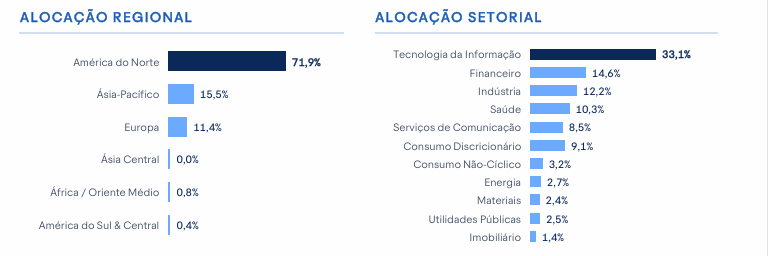 ALOCAÇÃO REGIONAL
América do Norte 71,9%
Ásia-Pacífico 15,5%
Europa 11,4%
Ásia Central 0,0%
África / Oriente Médio 0,8%
América do Sul & Central 0,4%
ALOCAÇÃO SETORIAL
Tecnologia da Informação 33,1%
Financeiro 14,6%
Indústria 12,2%
Saúde 10,3%
Serviços de Comunicação 8,5%
Consumo Discricionário 9,1%
Consumo Não-Cíclico 3,2%
Energia 2,7%
Materiais 2,4%
Utilidades Públicas 2,5%
Imobiliário 1,4%